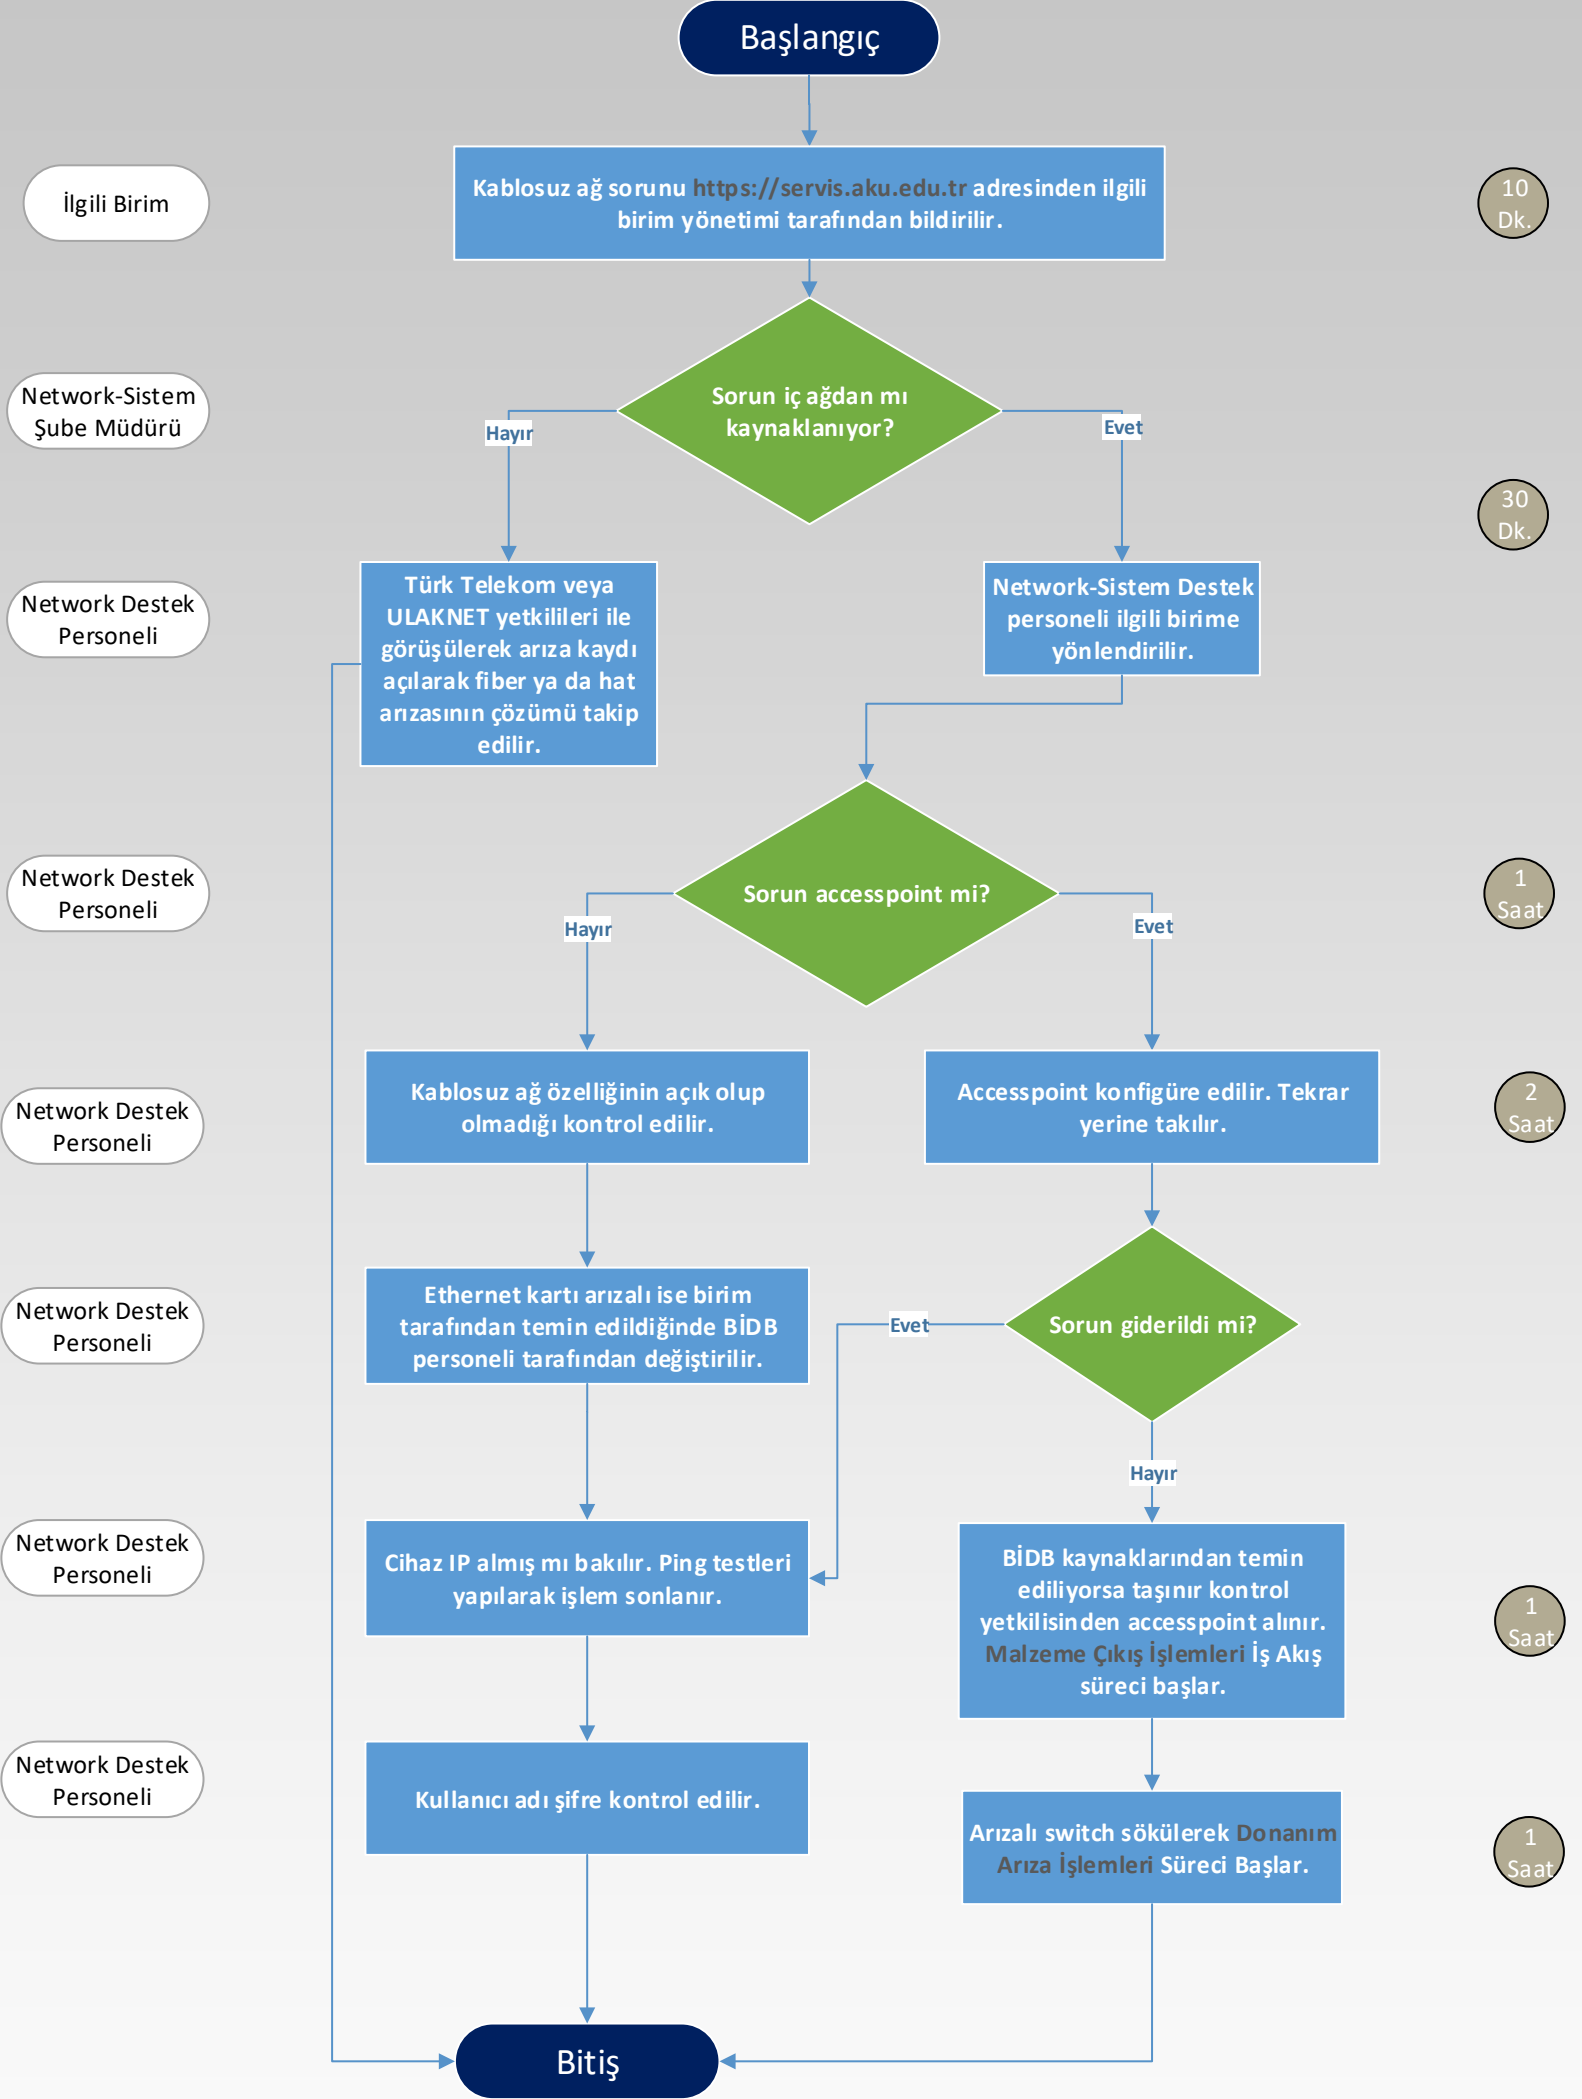 Başlangıç
İlgili Birim
Kablosuz ağ sorunu https://servis.aku.edu.tr adresinden ilgili
birim yönetimi tarafından bildirilir.
10
Dk.
Network-Sistem
Şube Müdürü
Sorun iç ağdan mı
kaynaklanıyor?
Hayır
Evet
30
Dk.
Network Destek
Personeli
Türk Telekom veya
ULAKNET yetkilileri ile
görüşülerek arıza kaydı
açılarak fiber ya da hat
arızasının çözümü takip
edilir.
Network-Sistem Destek
personeli ilgili birime
yönlendirilir.
Network Destek
Personeli
Sorun accesspoint mi?
Hayır
Evet
1
Saat
Network Destek
Personeli
Kablosuz ağ özelliğinin açık olup
olmadığı kontrol edilir.
Accesspoint konfigüre edilir. Tekrar
yerine takılır.
2
Saat
Network Destek
Personeli
Ethernet kartı arızalı ise birim
tarafından temin edildiğinde BİDB
personeli tarafından değiştirilir.
Evet
Sorun giderildi mi?
Hayır
Network Destek
Personeli
Cihaz IP almış mı bakılır. Ping testleri
yapılarak işlem sonlanır.
BİDB kaynaklarından temin
ediliyorsa taşınır kontrol
yetkilisinden accesspoint alınır.
Malzeme Çıkış İşlemleri İş Akış
süreci başlar.
1
Saat
Network Destek
Personeli
Kullanıcı adı şifre kontrol edilir.
Arızalı switch sökülerek Donanım
Arıza İşlemleri Süreci Başlar.
1
Saat
Bitiş